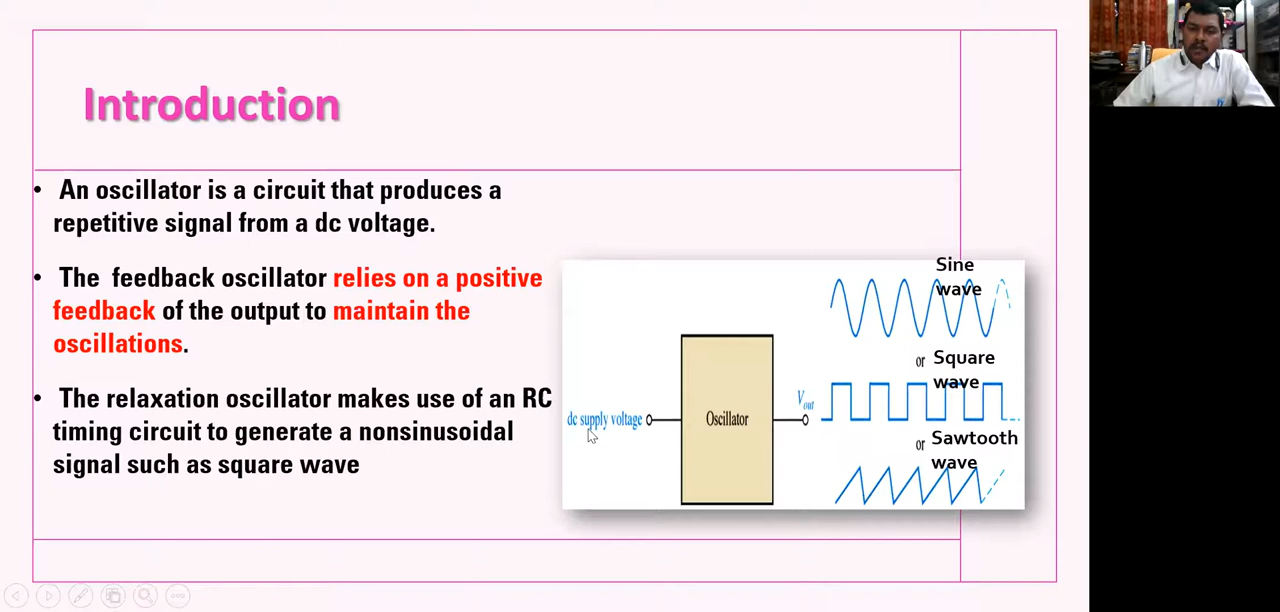 Introduction
• An oscillator is a circuit that produces a
repetitive signal from a dc voltage.
• The feedback oscillator relies on a positive
feedback of the output to maintain the
oscillations.
• The relaxation oscillator makes use of an RC
timing circuit to generate a nonsinusoidal
signal such as square wave
dc supply voltage
Oscillator
Vout
Sine
wave
or Square
wave
or Sawtooth
wave